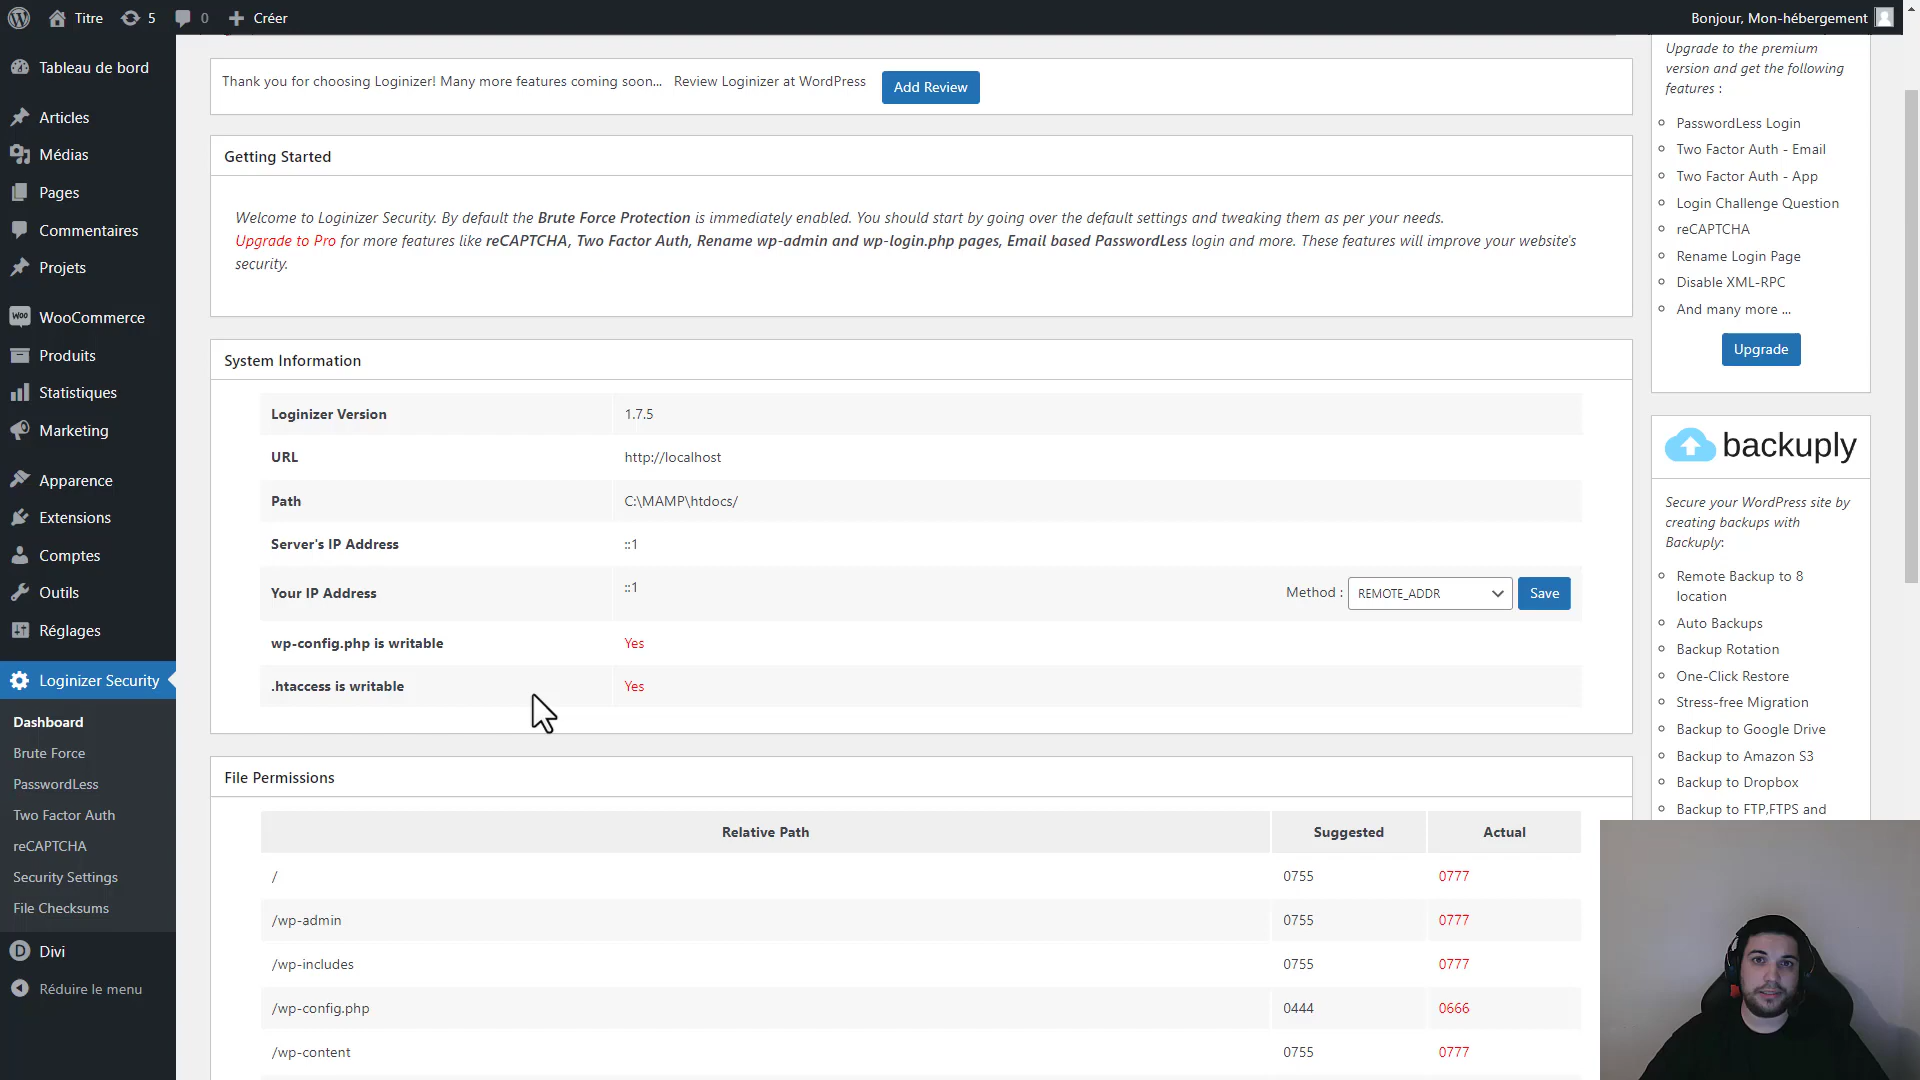 Titre
5
0
Créer
Bonjour, Mon-hébergement
Tableau de bord
Articles
Médias
Pages
Commentaires
Projets
WooCommerce
Produits
Statistiques
Marketing
Apparence
Extensions
Comptes
Outils
Réglages
Loginizer Security
Dashboard
Brute Force
PasswordLess
Two Factor Auth
reCAPTCHA
Security Settings
File Checksums
Divi
Réduire le menu
Thank you for choosing Loginizer! Many more features coming soon... Review Loginizer at WordPress Add Review
Getting Started
Welcome to Loginizer Security. By default the Brute Force Protection is immediately enabled. You should start by going over the default settings and tweaking them as per your needs.
Upgrade to Pro for more features like reCAPTCHA, Two Factor Auth, Rename wp-admin and wp-login.php pages, Email based PasswordLess login and more. These features will improve your website's
security.
System Information
Loginizer Version 1.7.5
URL http://localhost
Path C:\MAMP\htdocs/
Server's IP Address ::1
Your IP Address ::1 Method : REMOTE_ADDR Save
wp-config.php is writable Yes
.htaccess is writable Yes
File Permissions
Relative Path Suggested Actual
/ 0755 0777
/wp-admin 0755 0777
/wp-includes 0755 0777
/wp-config.php 0444 0666
/wp-content 0755 0777
Upgrade to the premium
version and get the following
features :
PasswordLess Login
Two Factor Auth - Email
Two Factor Auth - App
Login Challenge Question
reCAPTCHA
Rename Login Page
Disable XML-RPC
And many more ...
Upgrade
backuply
Secure your WordPress site by
creating backups with
Backuply:
Remote Backup to 8
location
Auto Backups
Backup Rotation
One-Click Restore
Stress-free Migration
Backup to Google Drive
Backup to Amazon S3
Backup to Dropbox
Backup to FTP,FTPS and